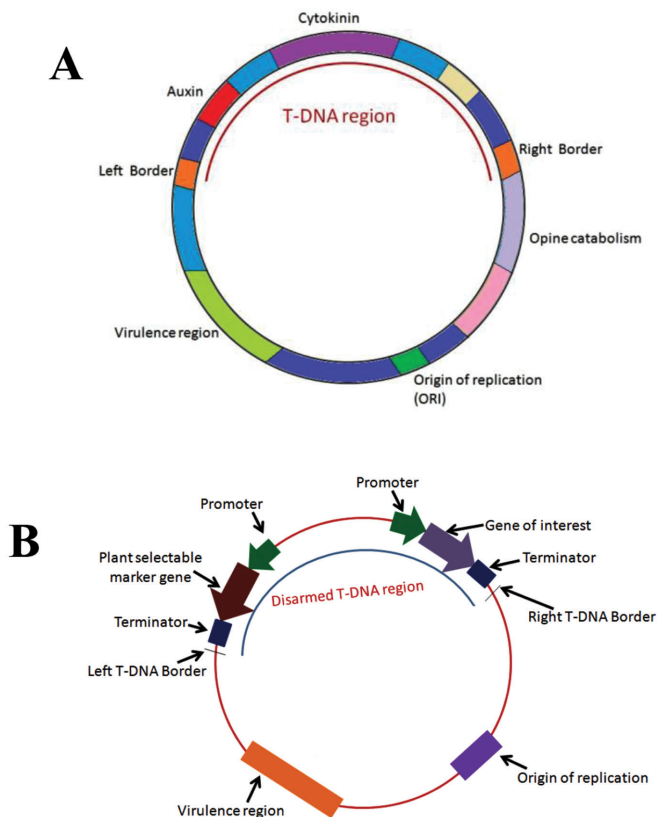 A
Cytokinin
Auxin
T-DNA region
Left Border
Right Border
Opine catabolism
Virulence region
Origin of replication
(ORI)
B
Promoter
Promoter
Gene of interest
Plant selectable
marker gene
Terminator
Disarmed T-DNA region
Terminator
Right T-DNA Border
Left T-DNA Border
Origin of replication
Virulence region